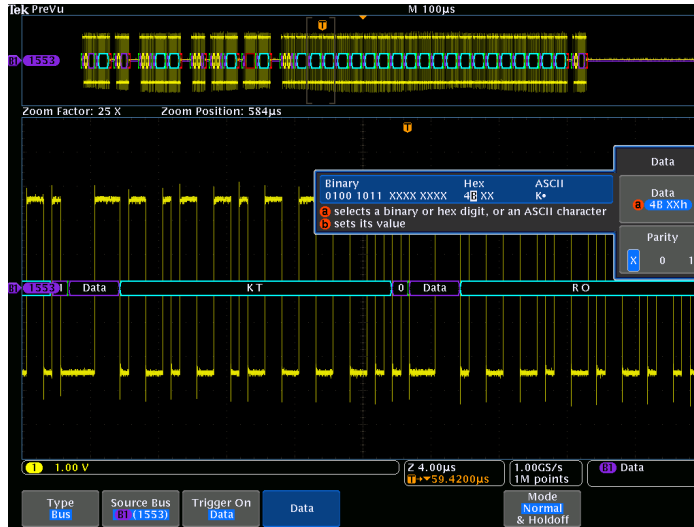 Tek PreVu M 100µs
T
B1 1553
Zoom Factor: 25 X Zoom Position: 584µs
T
Data
Binary Hex ASCII
0100 1011 XXXX XXXX 4B XX K•
Data
a 4B XXh
a selects a binary or hex digit, or an ASCII character
b sets its value
Parity
X 0 1
B1 1553 Data K T 0 Data R O
1 1.00 V
Z 4.00µs
T→▼59.4200µs
1.00GS/s
1M points
B1 Data
Type
Bus
Source Bus
B1 (1553)
Trigger On
Data
Data
Mode
Normal
& Holdoff